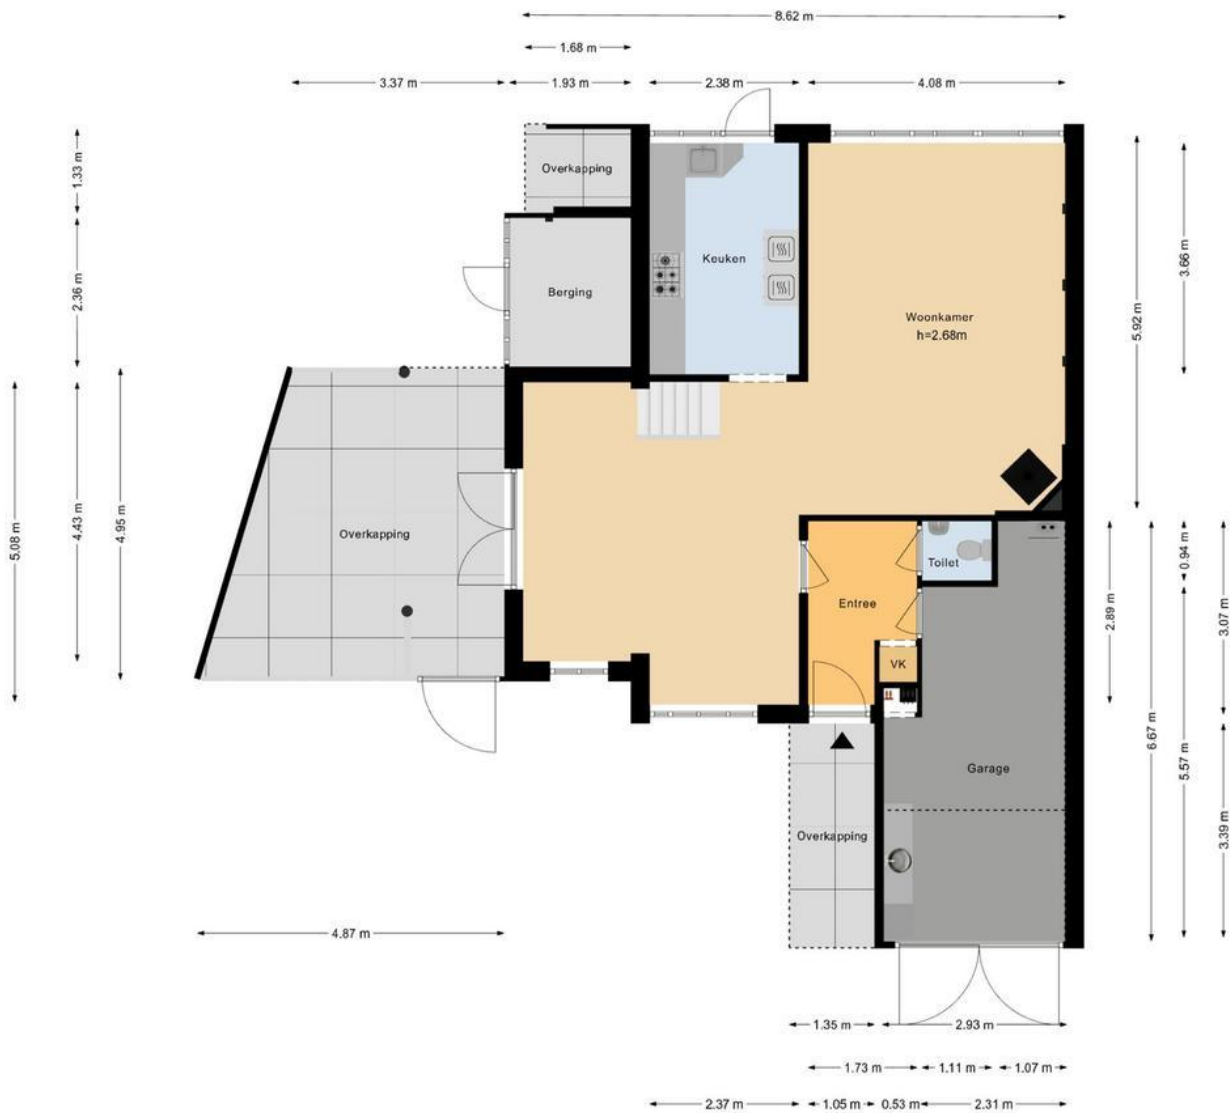 8.62 m
1.68 m
3.37 m
1.93 m
2.38 m
4.08 m
1.33 m
2.36 m
4.43 m
4.95 m
5.08 m
Overkapping
Berging
Keuken
Woonkamer
h=2.68m
3.66 m
5.92 m
Overkapping
Toilet
Entree
VK
Garage
Overkapping
2.89 m
0.94 m
3.07 m
6.67 m
5.57 m
3.39 m
4.87 m
1.35 m
2.93 m
1.73 m
1.11 m
1.07 m
2.37 m
1.05 m
0.53 m
2.31 m